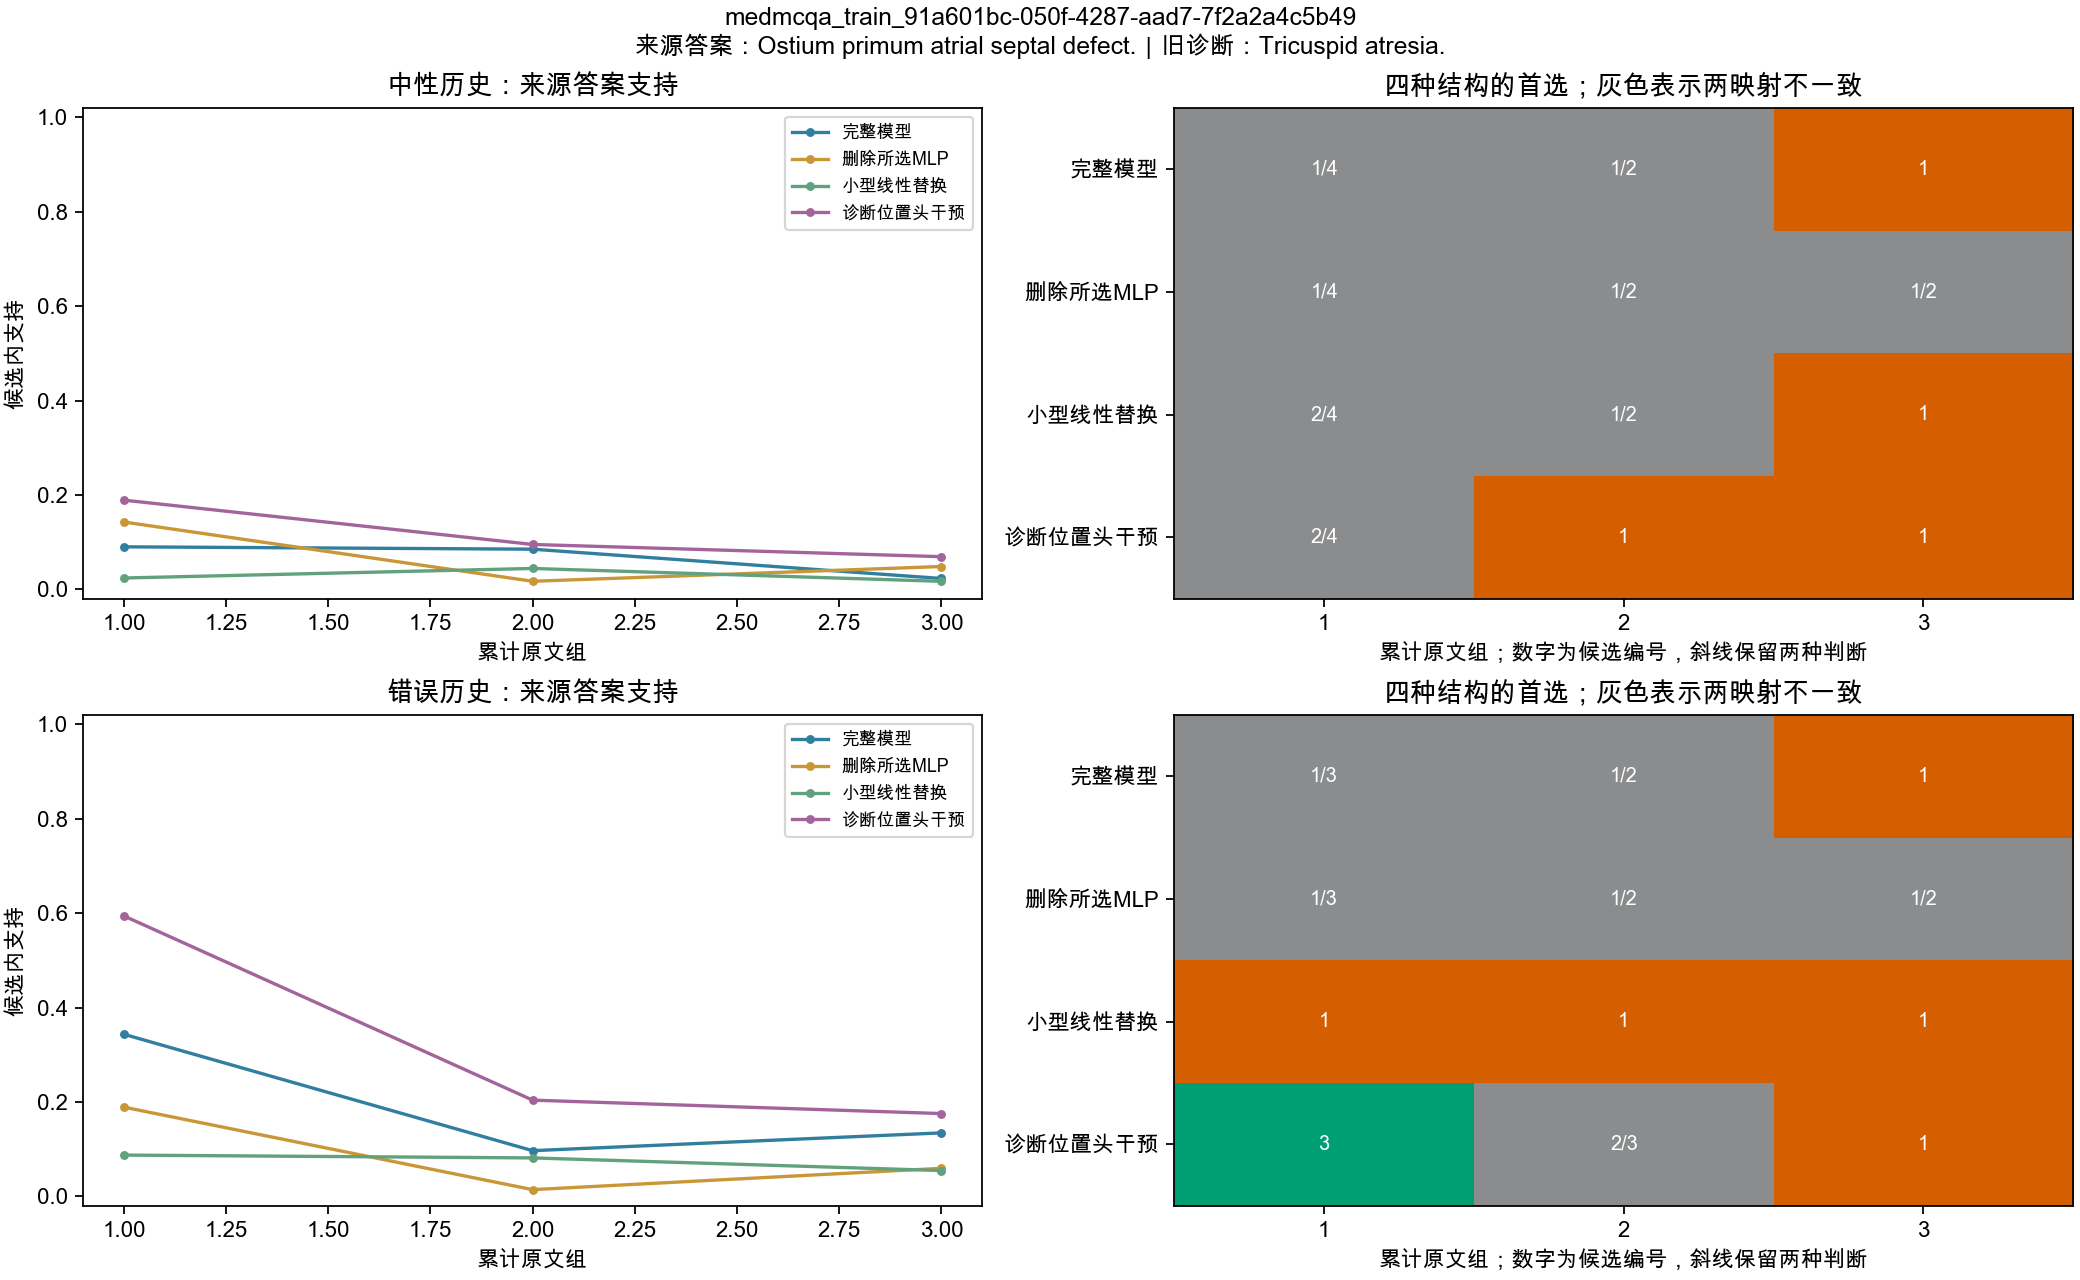 medmcqa_train_91a601bc-050f-4287-aad7-7f2a2a4c5b49
来源答案：Ostium primum atrial septal defect. | 旧诊断：Tricuspid atresia.
中性历史：来源答案支持
候选内支持
1.0
0.8
0.6
0.4
0.2
0.0
完整模型
删除所选MLP
小型线性替换
诊断位置头干预
1.00 1.25 1.50 1.75 2.00 2.25 2.50 2.75 3.00
累计原文组
四种结构的首选；灰色表示两映射不一致
完整模型 1/4 1/2 1
删除所选MLP 1/4 1/2 1/2
小型线性替换 2/4 1/2 1
诊断位置头干预 2/4 1 1
1 2 3
累计原文组；数字为候选编号，斜线保留两种判断
错误历史：来源答案支持
候选内支持
1.0
0.8
0.6
0.4
0.2
0.0
完整模型
删除所选MLP
小型线性替换
诊断位置头干预
1.00 1.25 1.50 1.75 2.00 2.25 2.50 2.75 3.00
累计原文组
四种结构的首选；灰色表示两映射不一致
完整模型 1/3 1/2 1
删除所选MLP 1/3 1/2 1/2
小型线性替换 1 1 1
诊断位置头干预 3 2/3 1
1 2 3
累计原文组；数字为候选编号，斜线保留两种判断